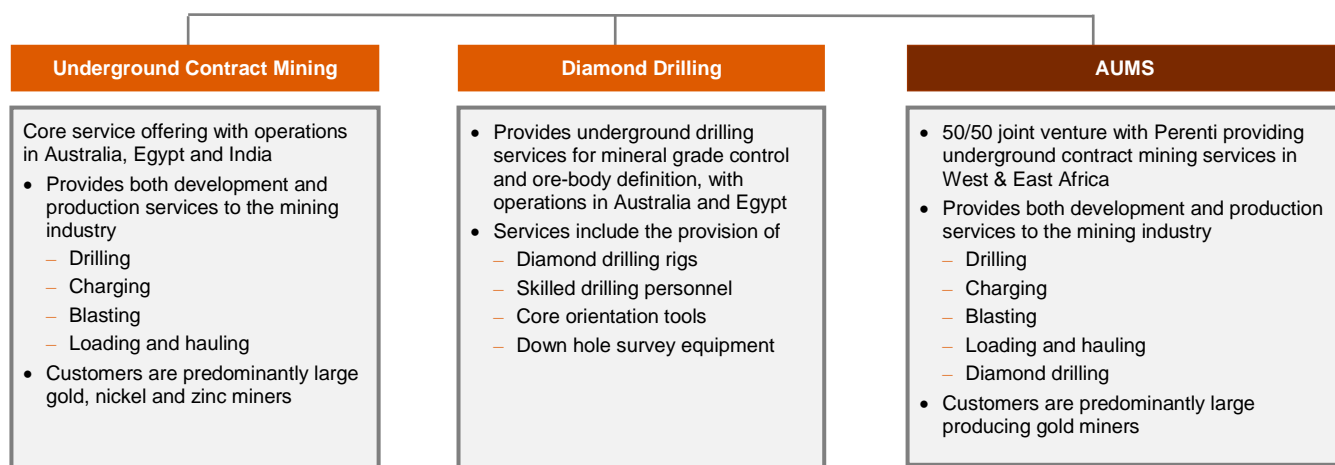 Underground Contract Mining
Core service offering with operations
in Australia, Egypt and India
• Provides both development and
production services to the mining
industry
– Drilling
– Charging
– Blasting
– Loading and hauling
• Customers are predominantly large
gold, nickel and zinc miners
Diamond Drilling
• Provides underground drilling
services for mineral grade control
and ore-body definition, with
operations in Australia and Egypt
• Services include the provision of
– Diamond drilling rigs
– Skilled drilling personnel
– Core orientation tools
– Down hole survey equipment
AUMS
• 50/50 joint venture with Perenti providing
underground contract mining services in
West & East Africa
• Provides both development and production
services to the mining industry
– Drilling
– Charging
– Blasting
– Loading and hauling
– Diamond drilling
• Customers are predominantly large
producing gold miners